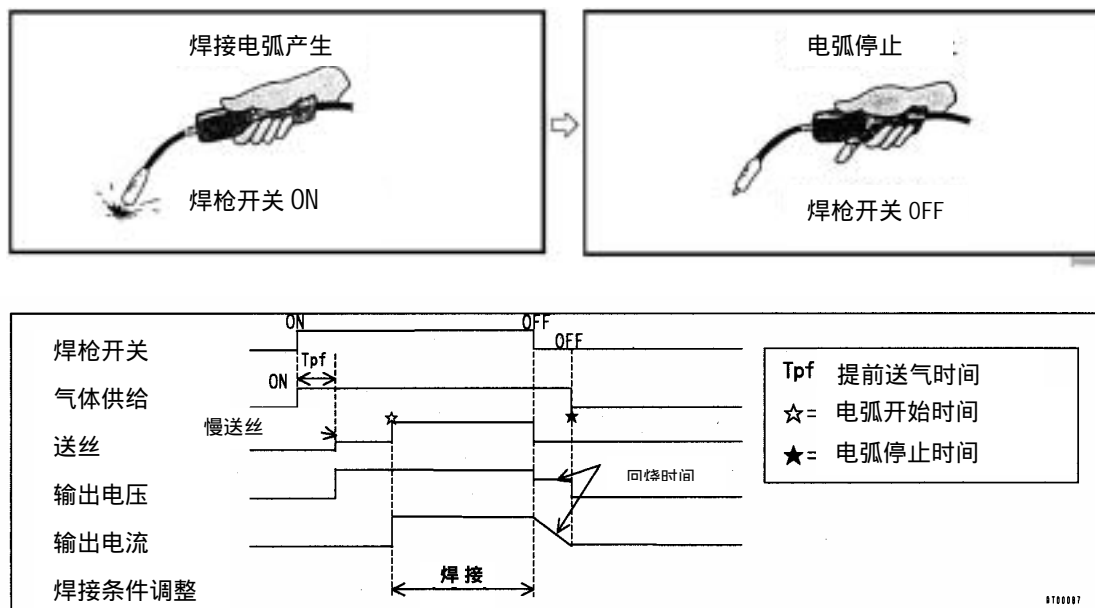 焊接电弧产生
焊枪开关 ON
电弧停止
焊枪开关 OFF
ON
OFF
OFF
焊枪开关
Tpf
ON
气体供给
慢送丝
送丝
输出电压
回烧时间
输出电流
焊 接
焊接条件调整
Tpf 提前送气时间
☆= 电弧开始时间
★= 电弧停止时间